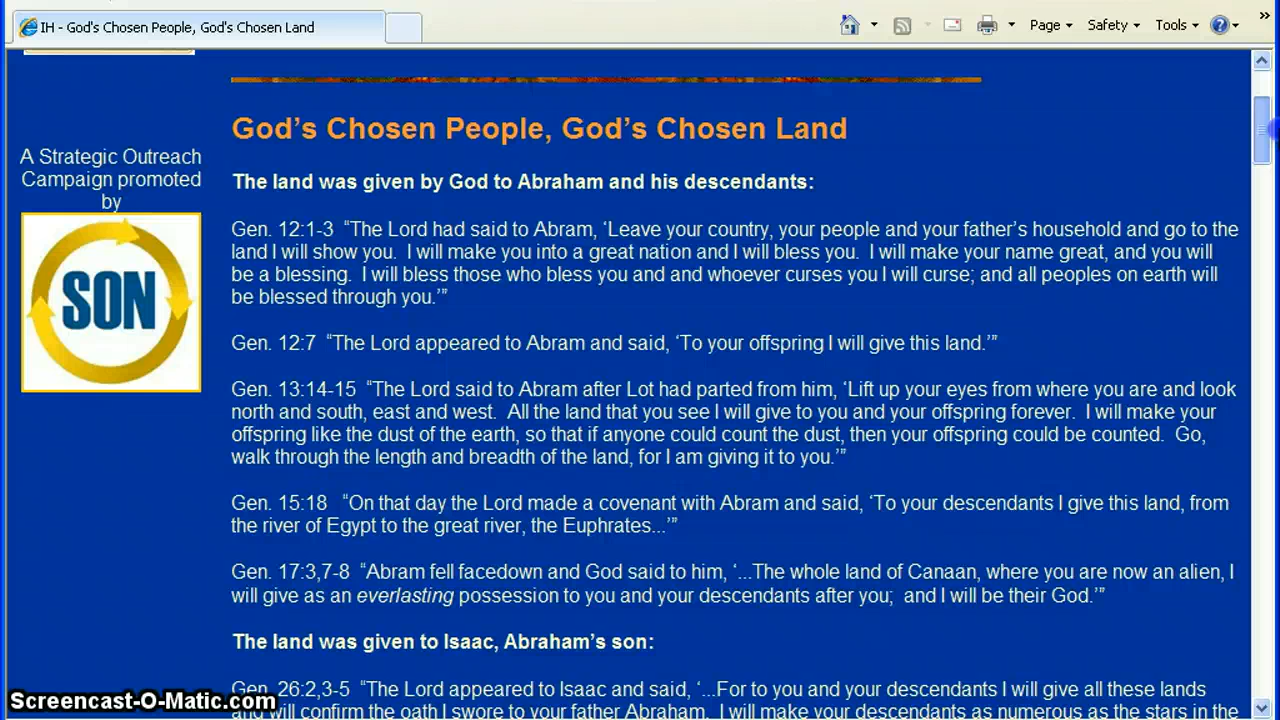 IH - God's Chosen People, God's Chosen Land
Page
Safety
Tools
»
A Strategic Outreach
Campaign promoted
by
SON
God’s Chosen People, God’s Chosen Land
The land was given by God to Abraham and his descendants:
Gen. 12:1-3 “The Lord had said to Abram, ‘Leave your country, your people and your father’s household and go to the
land I will show you. I will make you into a great nation and I will bless you. I will make your name great, and you will
be a blessing. I will bless those who bless you and and whoever curses you I will curse; and all peoples on earth will
be blessed through you.’”
Gen. 12:7 “The Lord appeared to Abram and said, ‘To your offspring I will give this land.’”
Gen. 13:14-15 “The Lord said to Abram after Lot had parted from him, ‘Lift up your eyes from where you are and look
north and south, east and west. All the land that you see I will give to you and your offspring forever. I will make your
offspring like the dust of the earth, so that if anyone could count the dust, then your offspring could be counted. Go,
walk through the length and breadth of the land, for I am giving it to you.’”
Gen. 15:18 “On that day the Lord made a covenant with Abram and said, ‘To your descendants I give this land, from
the river of Egypt to the great river, the Euphrates...’”
Gen. 17:3,7-8 “Abram fell facedown and God said to him, ‘...The whole land of Canaan, where you are now an alien, I
will give as an everlasting possession to you and your descendants after you; and I will be their God.’”
The land was given to Isaac, Abraham’s son:
Gen. 26:2,3-5 “The Lord appeared to Isaac and said, ‘...For to you and your descendants I will give all these lands
and will confirm the oath I swore to your father Abraham. I will make your descendants as numerous as the stars in the
Screencast-O-Matic.com